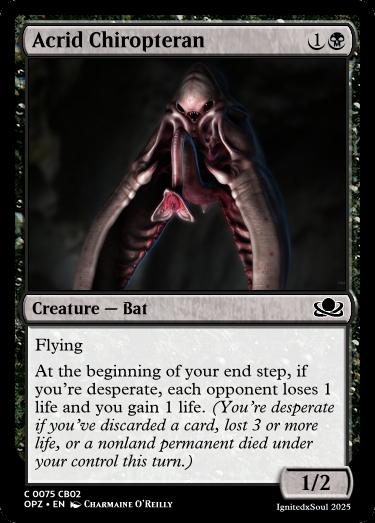 Acrid Chiropteran 1
Creature — Bat
Flying
At the beginning of your end step, if
you're desperate, each opponent loses 1
life and you gain 1 life. (You're desperate
if you've discarded a card, lost 3 or more
life, or a nonland permanent died under
your control this turn.)
1/2
C 0075 CB02
OPZ • EN CHARMAINE O'REILLY
IgnitedxSoul 2025